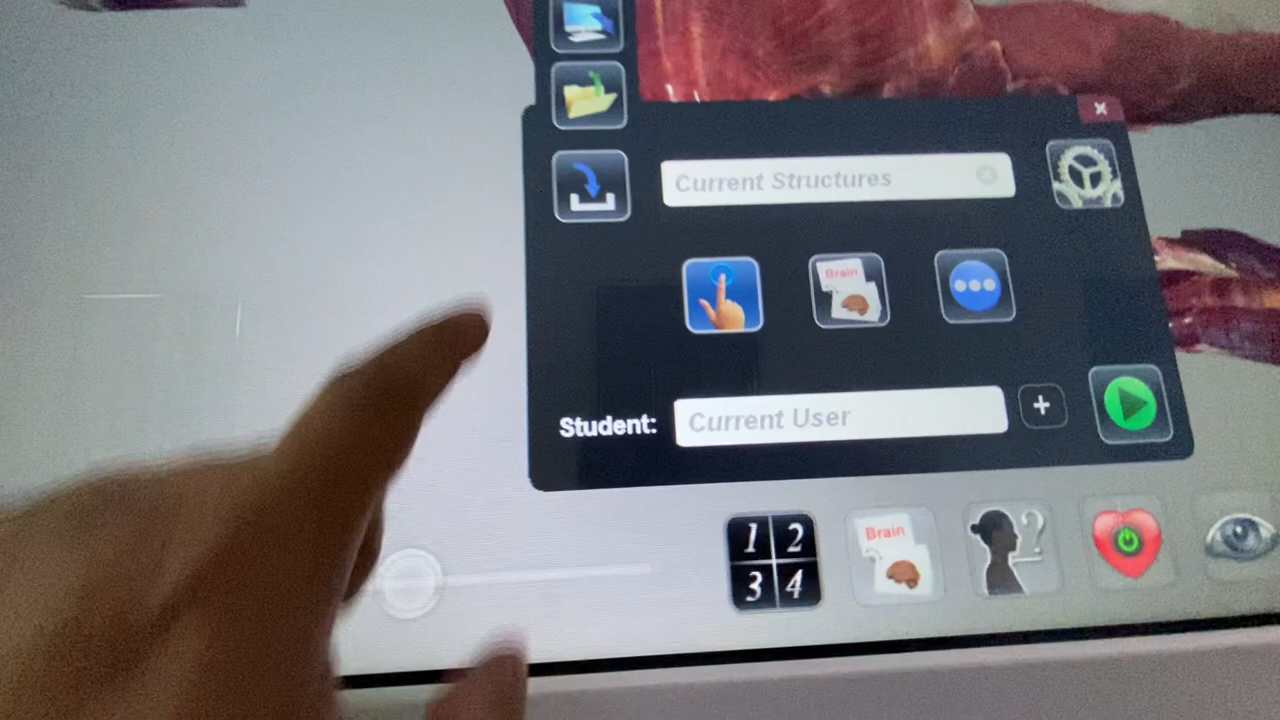 Current Structures
Brain
Student: Current User +
1 2
3 4
Brain
?